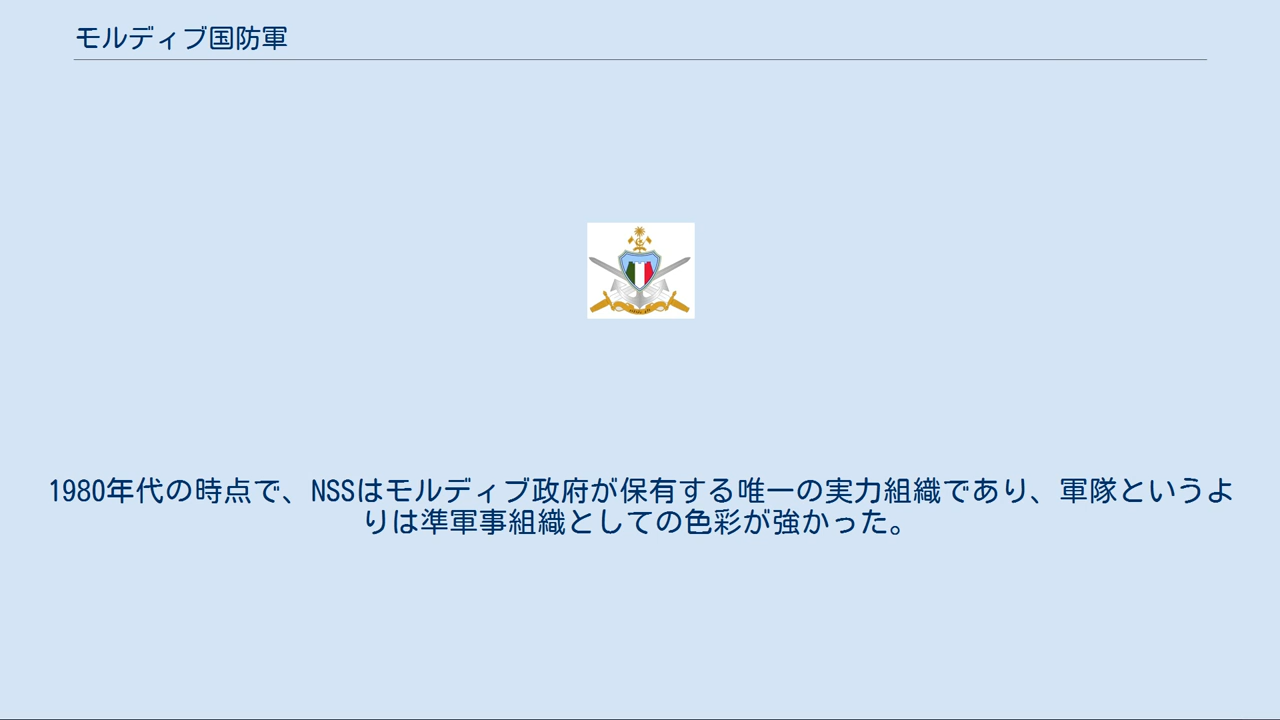 モルディブ国防軍
1980年代の時点で、NSSはモルディブ政府が保有する唯一の実力組織であり、軍隊というよ
りは準軍事組織としての色彩が強かった。